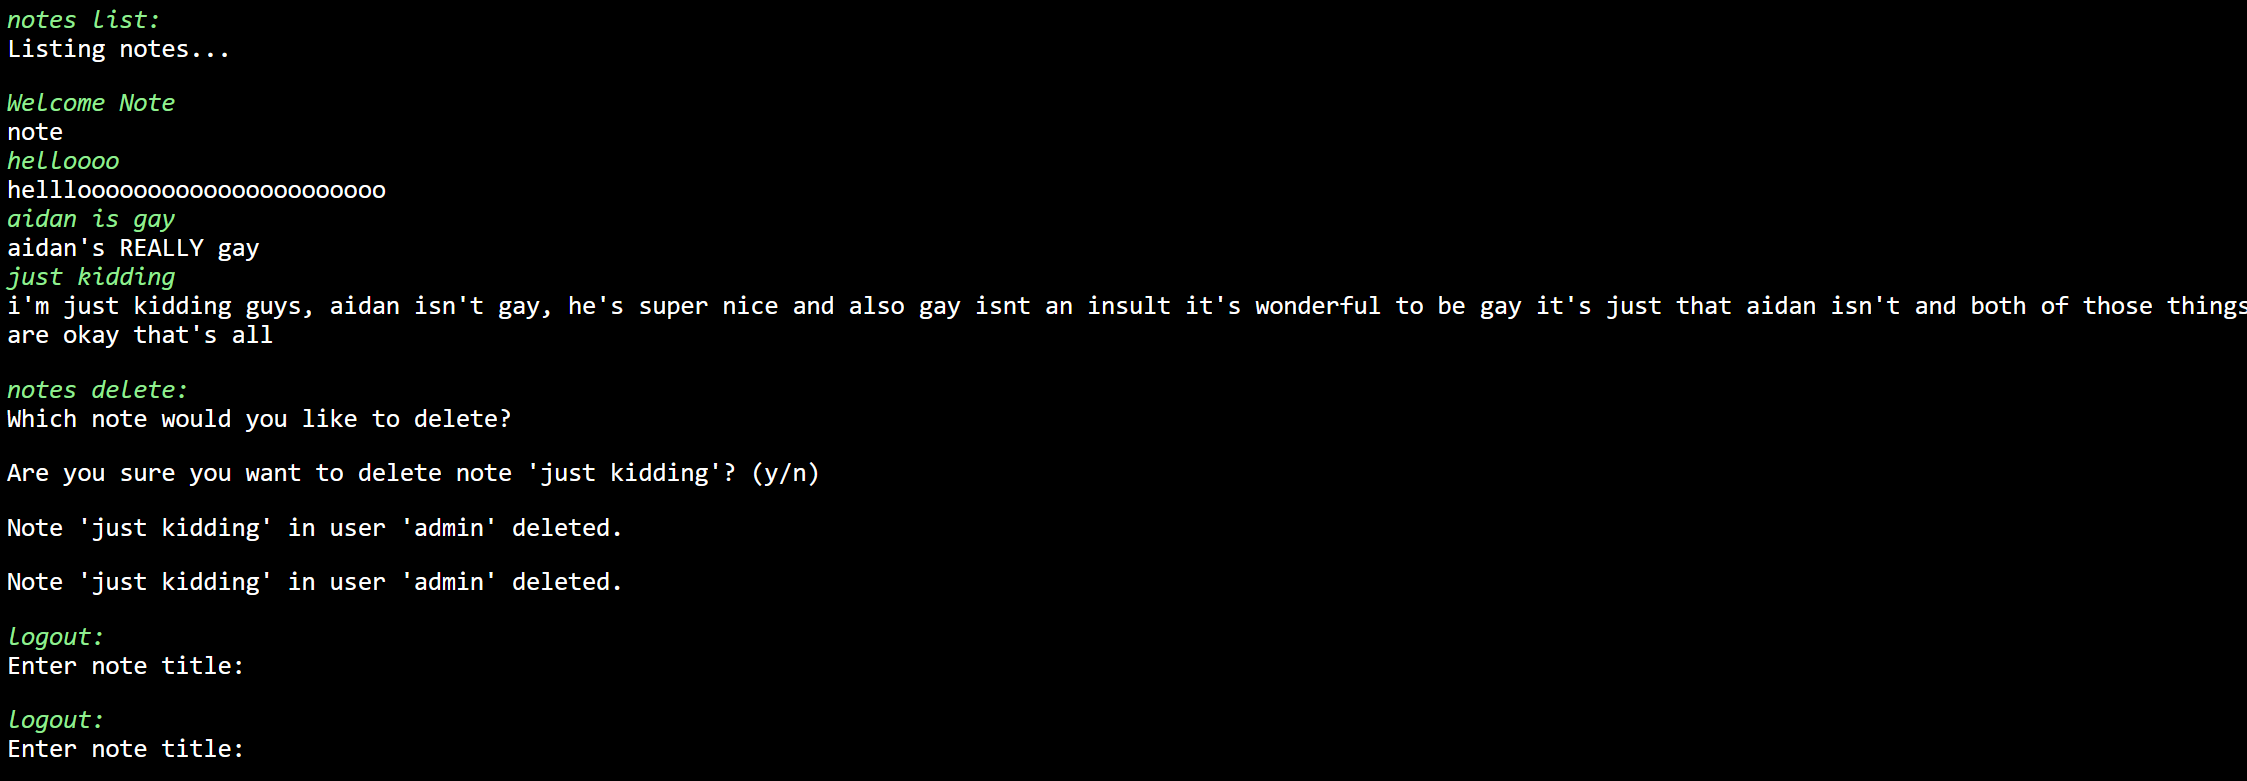 notes list:
Listing notes...
Welcome Note
note
helloooo
hellloooooooooooooooooooooo
aidan is gay
aidan's REALLY gay
just kidding
i'm just kidding guys, aidan isn't gay, he's super nice and also gay isnt an insult it's wonderful to be gay it's just that aidan isn't and both of those things
are okay that's all
notes delete:
Which note would you like to delete?
Are you sure you want to delete note 'just kidding'? (y/n)
Note 'just kidding' in user 'admin' deleted.
Note 'just kidding' in user 'admin' deleted.
logout:
Enter note title:
logout:
Enter note title: